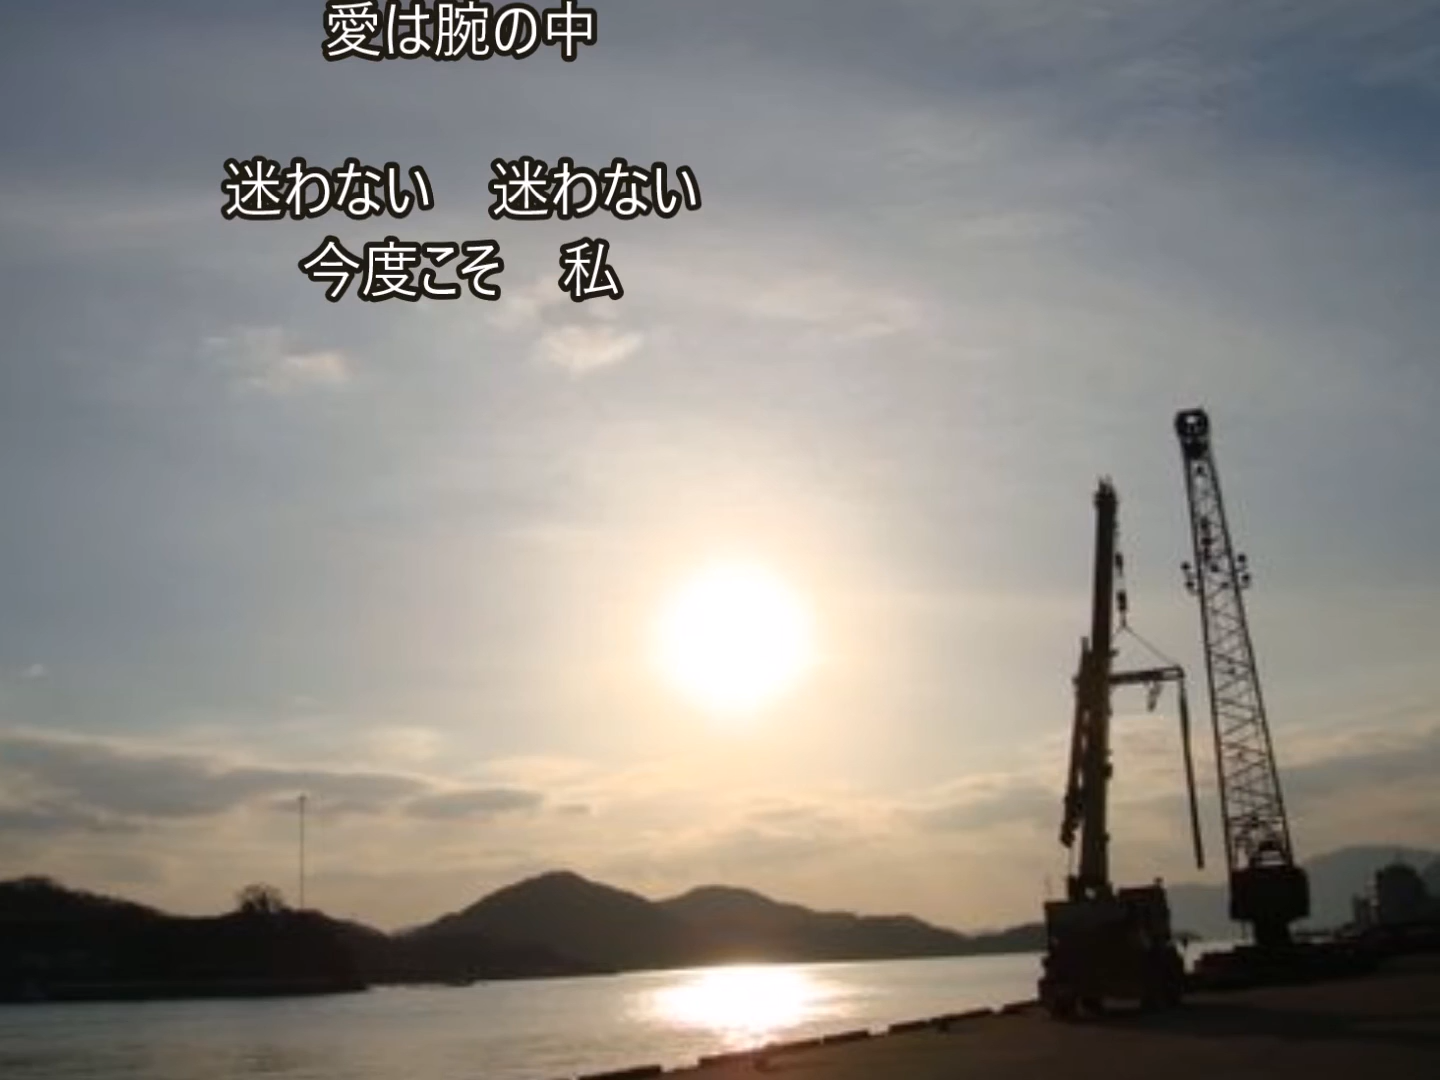 愛は腕の中
迷わない　迷わない
今度こそ　私